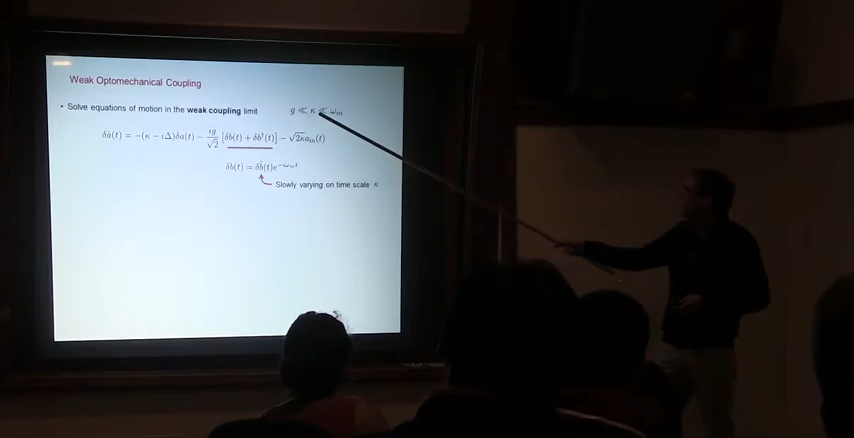 Weak Optomechanical Coupling
• Solve equations of motion in the weak coupling limit g ≪ κ ≪ ωₘ
δȧ(t) = −(κ − iΔ)δa(t) − ig/√2 [δb(t) + δb†(t)] − √2κ aᵢₙ(t)
δb(t) = δb̃(t)e^{−iωₘt}
Slowly varying on time scale κ